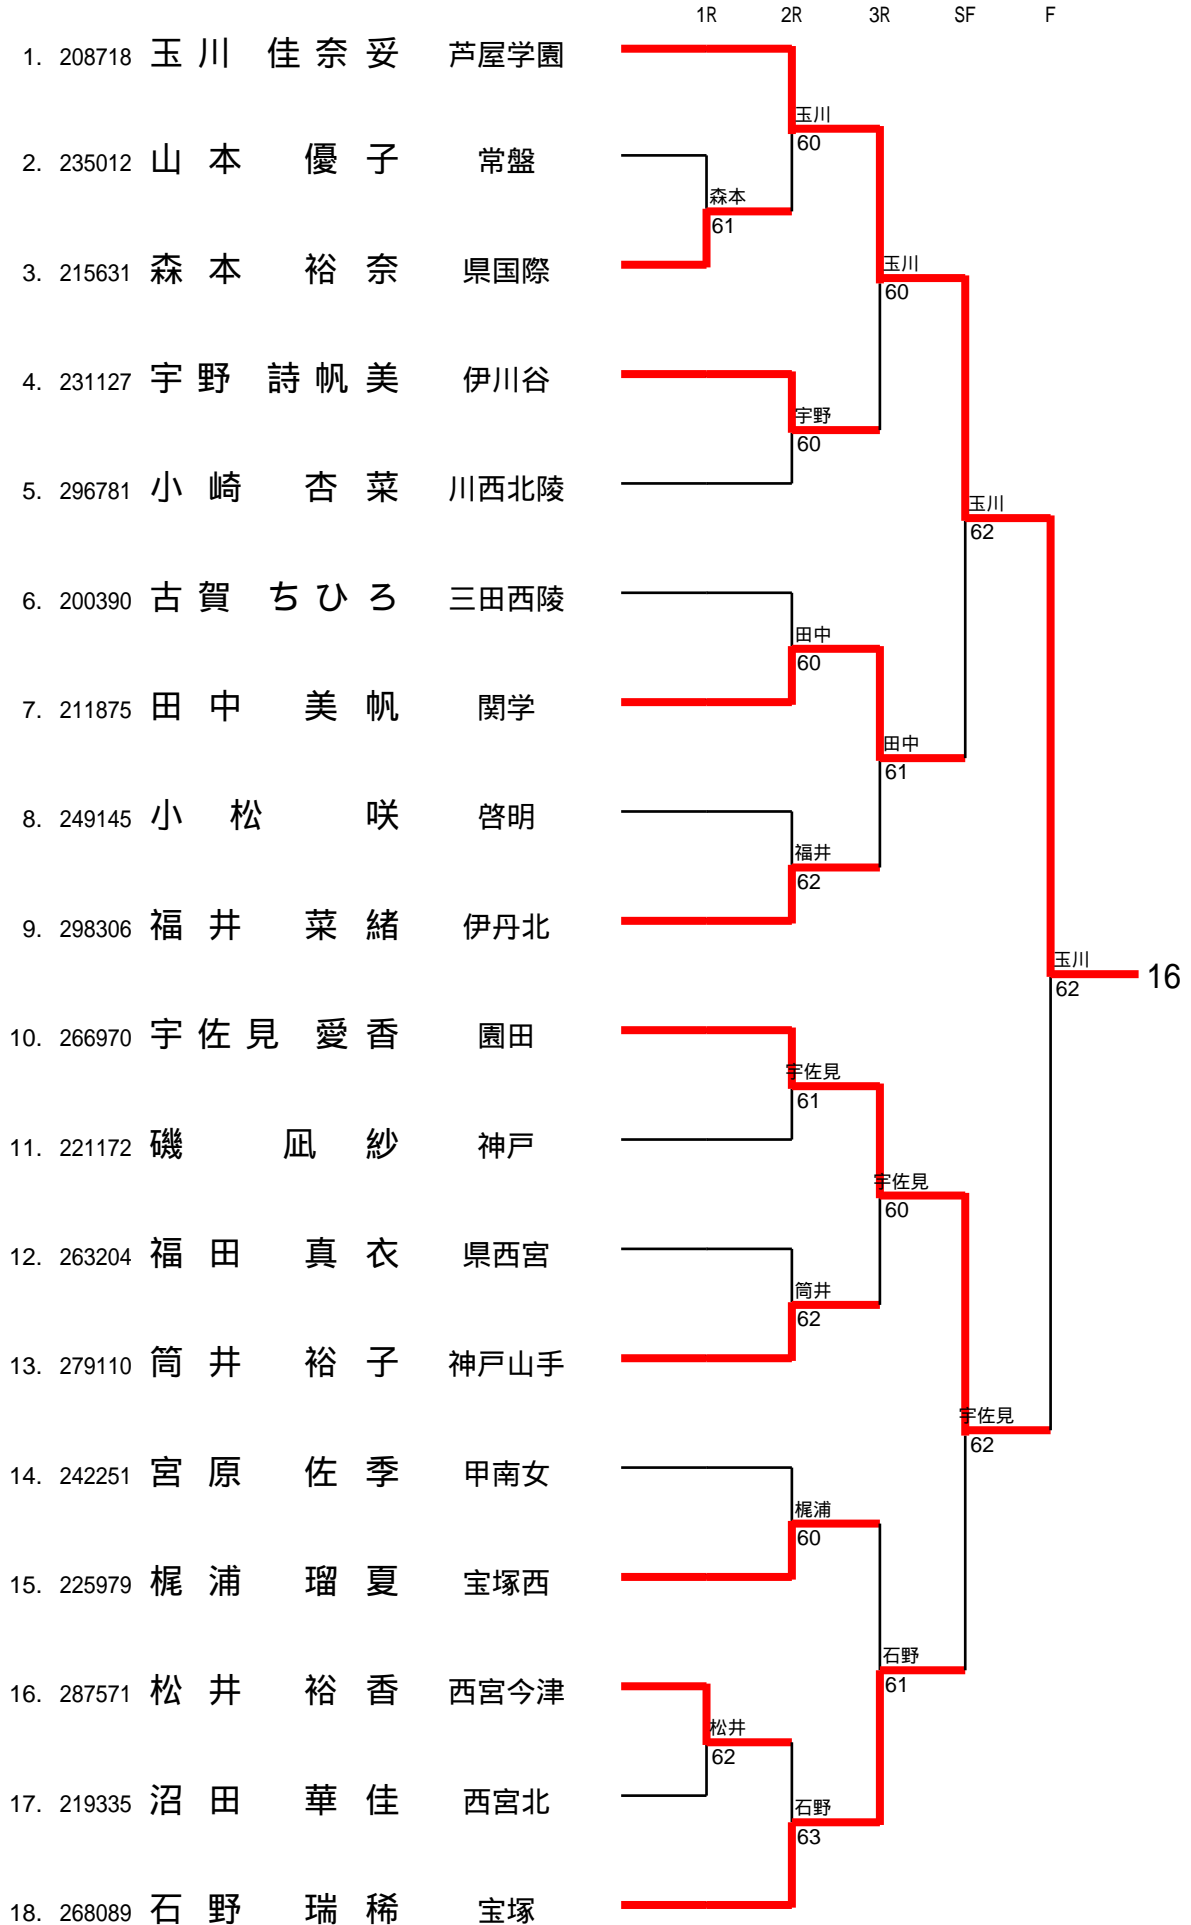 1R 2R 3R SF F
1. 208718 玉川 佳奈妥 芦屋学園
玉川
60
2. 235012 山本 優子 常盤
森本
61
3. 215631 森本 裕奈 県国際
玉川
60
4. 231127 宇野 詩帆美 伊川谷
宇野
60
5. 296781 小崎 杏菜 川西北陵
玉川
62
6. 200390 古賀 ちひろ 三田西陵
田中
60
7. 211875 田中 美帆 関学
田中
61
8. 249145 小松 咲 啓明
福井
62
9. 298306 福井 菜緒 伊丹北
玉川
62
16
10. 266970 宇佐見 愛香 園田
宇佐見
61
11. 221172 磯 凪紗 神戸
宇佐見
60
12. 263204 福田 真衣 県西宮
筒井
62
13. 279110 筒井 裕子 神戸山手
宇佐見
62
14. 242251 宮原 佐季 甲南女
梶浦
60
15. 225979 梶浦 瑠夏 宝塚西
石野
61
16. 287571 松井 裕香 西宮今津
松井
62
17. 219335 沼田 華佳 西宮北
石野
63
18. 268089 石野 瑞稀 宝塚